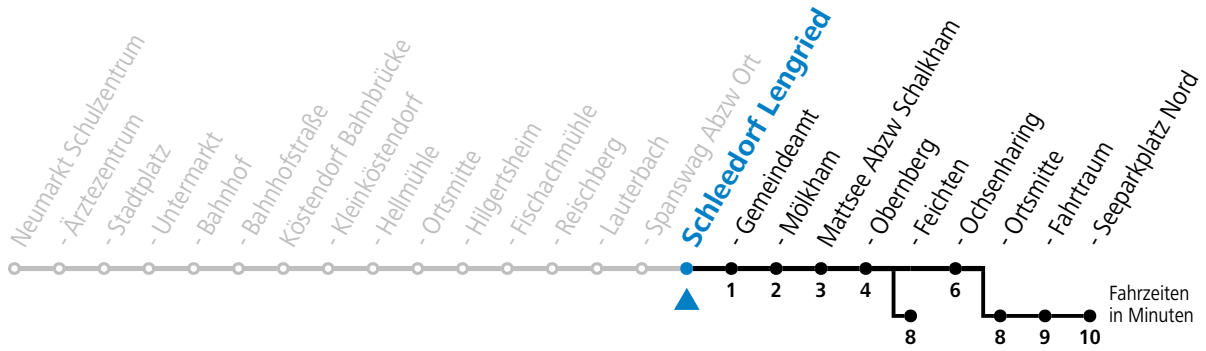 Neumarkt Schulzentrum
- Ärztezentrum
- Stadtplatz
- Untermarkt
- Bahnhof
- Bahnhofstraße
Köstendorf Bahnbrücke
- Kleinköstendorf
- Hellmühle
- Ortsmitte
- Hilgertsheim
- Fischachmühle
- Reischberg
- Lauterbach
- Spanswag Abzw Ort
Schleedorf Lengried
- Gemeindeamt
- Mölkham
Mattsee Abzw Schalkham
- Obernberg
- Feichten
- Ochsenharing
- Ortsmitte
- Fahrtraum
- Seeparkplatz Nord
1 2 3 4 6
8 8 9 10
Fahrzeiten
in Minuten